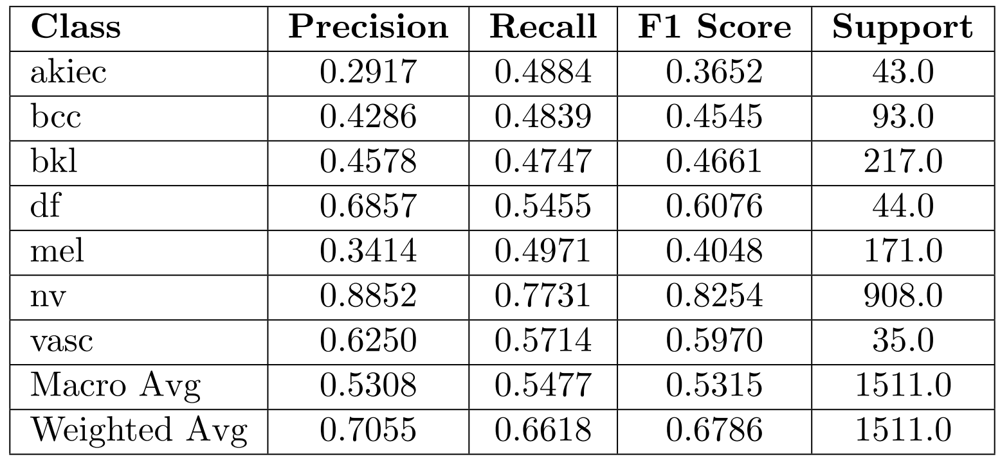 Class Precision Recall F1 Score Support
akiec 0.2917 0.4884 0.3652 43.0
bcc 0.4286 0.4839 0.4545 93.0
bkl 0.4578 0.4747 0.4661 217.0
df 0.6857 0.5455 0.6076 44.0
mel 0.3414 0.4971 0.4048 171.0
nv 0.8852 0.7731 0.8254 908.0
vasc 0.6250 0.5714 0.5970 35.0
Macro Avg 0.5308 0.5477 0.5315 1511.0
Weighted Avg 0.7055 0.6618 0.6786 1511.0